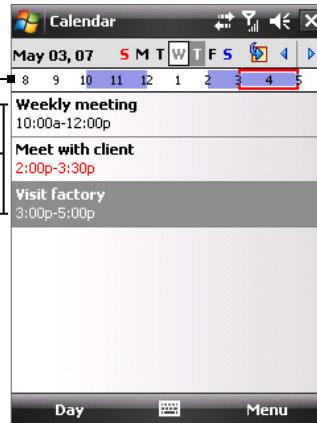 Calendar
May 03, 07 S M T W T F S
8 9 10 11 12 1 2 3 4 5
Weekly meeting
10:00a-12:00p
Meet with client
2:00p-3:30p
Visit factory
3:00p-5:00p
Day Menu